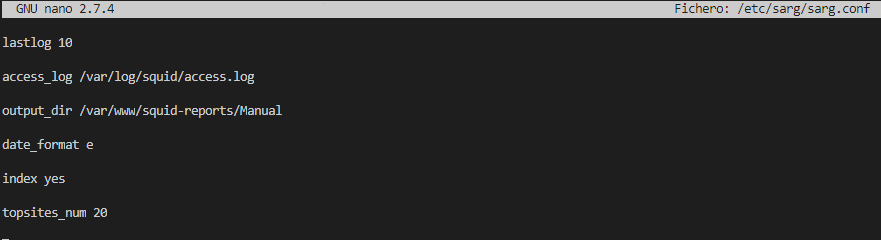 GNU nano 2.7.4 Fichero: /etc/sarg/sarg.conf
lastlog 10
access_log /var/log/squid/access.log
output_dir /var/www/squid-reports/Manual
date_format e
index yes
topsites_num 20